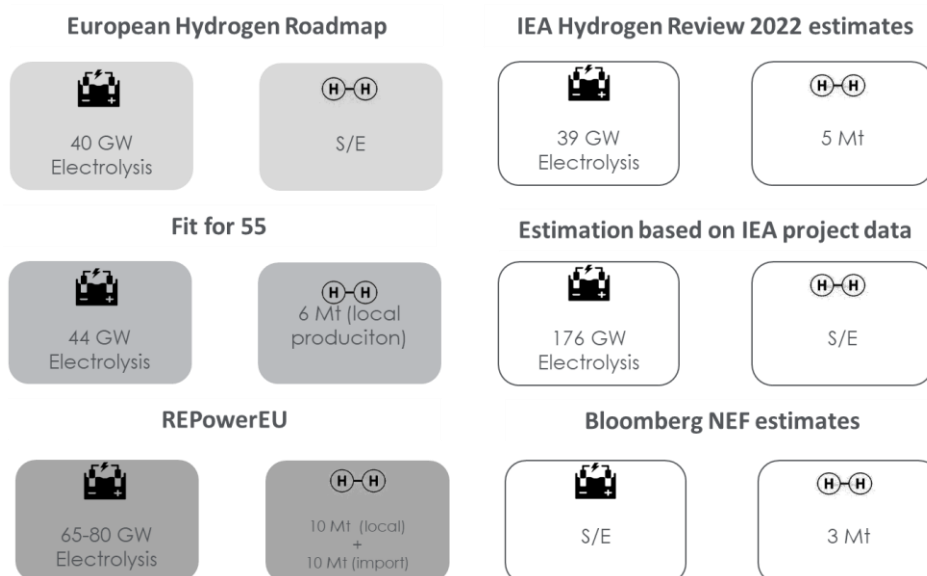 European Hydrogen Roadmap
H-H
40 GW
Electrolysis
S/E
Fit for 55
H-H
44 GW
Electrolysis
6 Mt (local
produciton)
REPowerEU
H-H
65-80 GW
Electrolysis
10 Mt (local)
+
10 Mt (import)
IEA Hydrogen Review 2022 estimates
H-H
39 GW
Electrolysis
5 Mt
Estimation based on IEA project data
H-H
176 GW
Electrolysis
S/E
Bloomberg NEF estimates
H-H
S/E
3 Mt